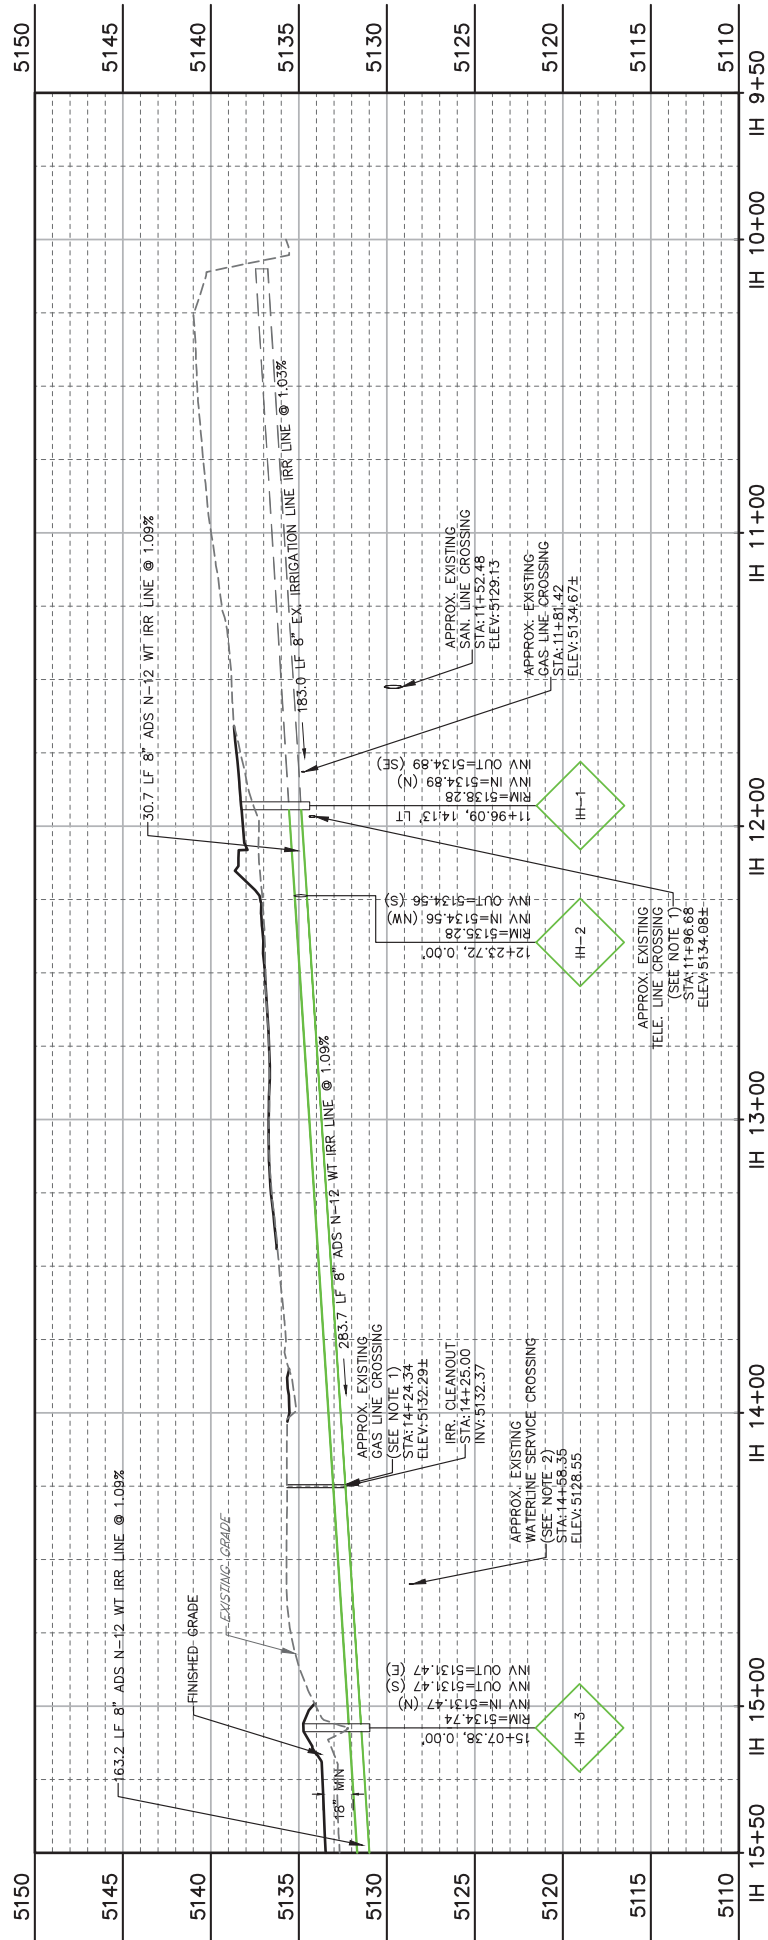 5150
5145
5140
5135
5130
5125
5120
5115
5110
5150
5145
5140
5135
5130
5125
5120
5115
5110
IH 15+50
IH 15+00
IH 14+00
IH 13+00
IH 12+00
IH 11+00
IH 10+00
IH 9+50
163.2 LF 8" ADS N-12 WT IRR LINE @ 1.09%
FINISHED GRADE
EXISTING GRADE
18" MIN
15+07.38, 0.00'
RIM=5134.74
INV IN=5131.47 (N)
INV OUT=5131.47 (S)
INV OUT=5131.47 (E)
IH-3
APPROX. EXISTING
WATERLINE SERVICE CROSSING
(SEE NOTE 2)
STA:14+58.35
ELEV:5128.55
APPROX. EXISTING
GAS LINE CROSSING
(SEE NOTE 1)
STA:14+24.34
ELEV:5132.29±
IRR. CLEANOUT
STA:14+25.00
INV:5132.37
283.7 LF 8" ADS N-12 WT IRR LINE @ 1.09%
30.7 LF 8" ADS N-12 WT IRR LINE @ 1.09%
12+23.72, 0.00'
RIM=5135.28
INV IN=5134.56 (NW)
INV OUT=5134.56 (S)
IH-2
11+96.09, 14.13' LT
RIM=5138.28
INV IN=5134.89 (N)
INV OUT=5134.89 (SE)
IH-1
APPROX. EXISTING
TELE. LINE CROSSING
(SEE NOTE 1)
STA:11+96.68
ELEV:5134.08±
183.0 LF 8" EX. IRRIGATION LINE IRR LINE @ 1.03%
APPROX. EXISTING
SAN. LINE CROSSING
STA:11+52.48
ELEV:5129.13
APPROX. EXISTING
GAS LINE CROSSING
STA:11+81.42
ELEV:5134.67±